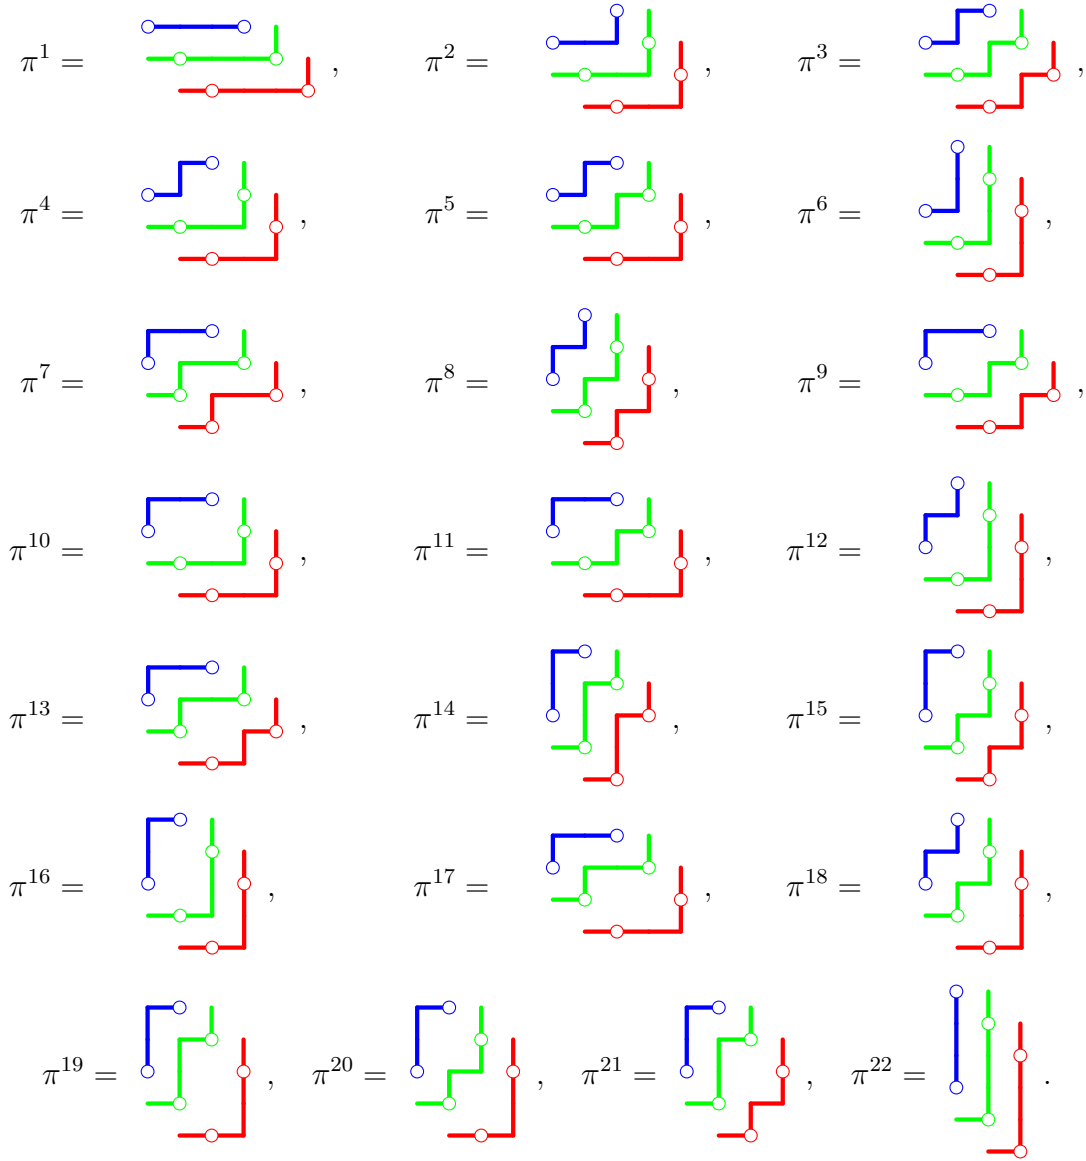 π¹ = , π² = , π³ = ,
π⁴ = , π⁵ = , π⁶ = ,
π⁷ = , π⁸ = , π⁹ = ,
π¹⁰ = , π¹¹ = , π¹² = ,
π¹³ = , π¹⁴ = , π¹⁵ = ,
π¹⁶ = , π¹⁷ = , π¹⁸ = ,
π¹⁹ = , π²⁰ = , π²¹ = , π²² = .